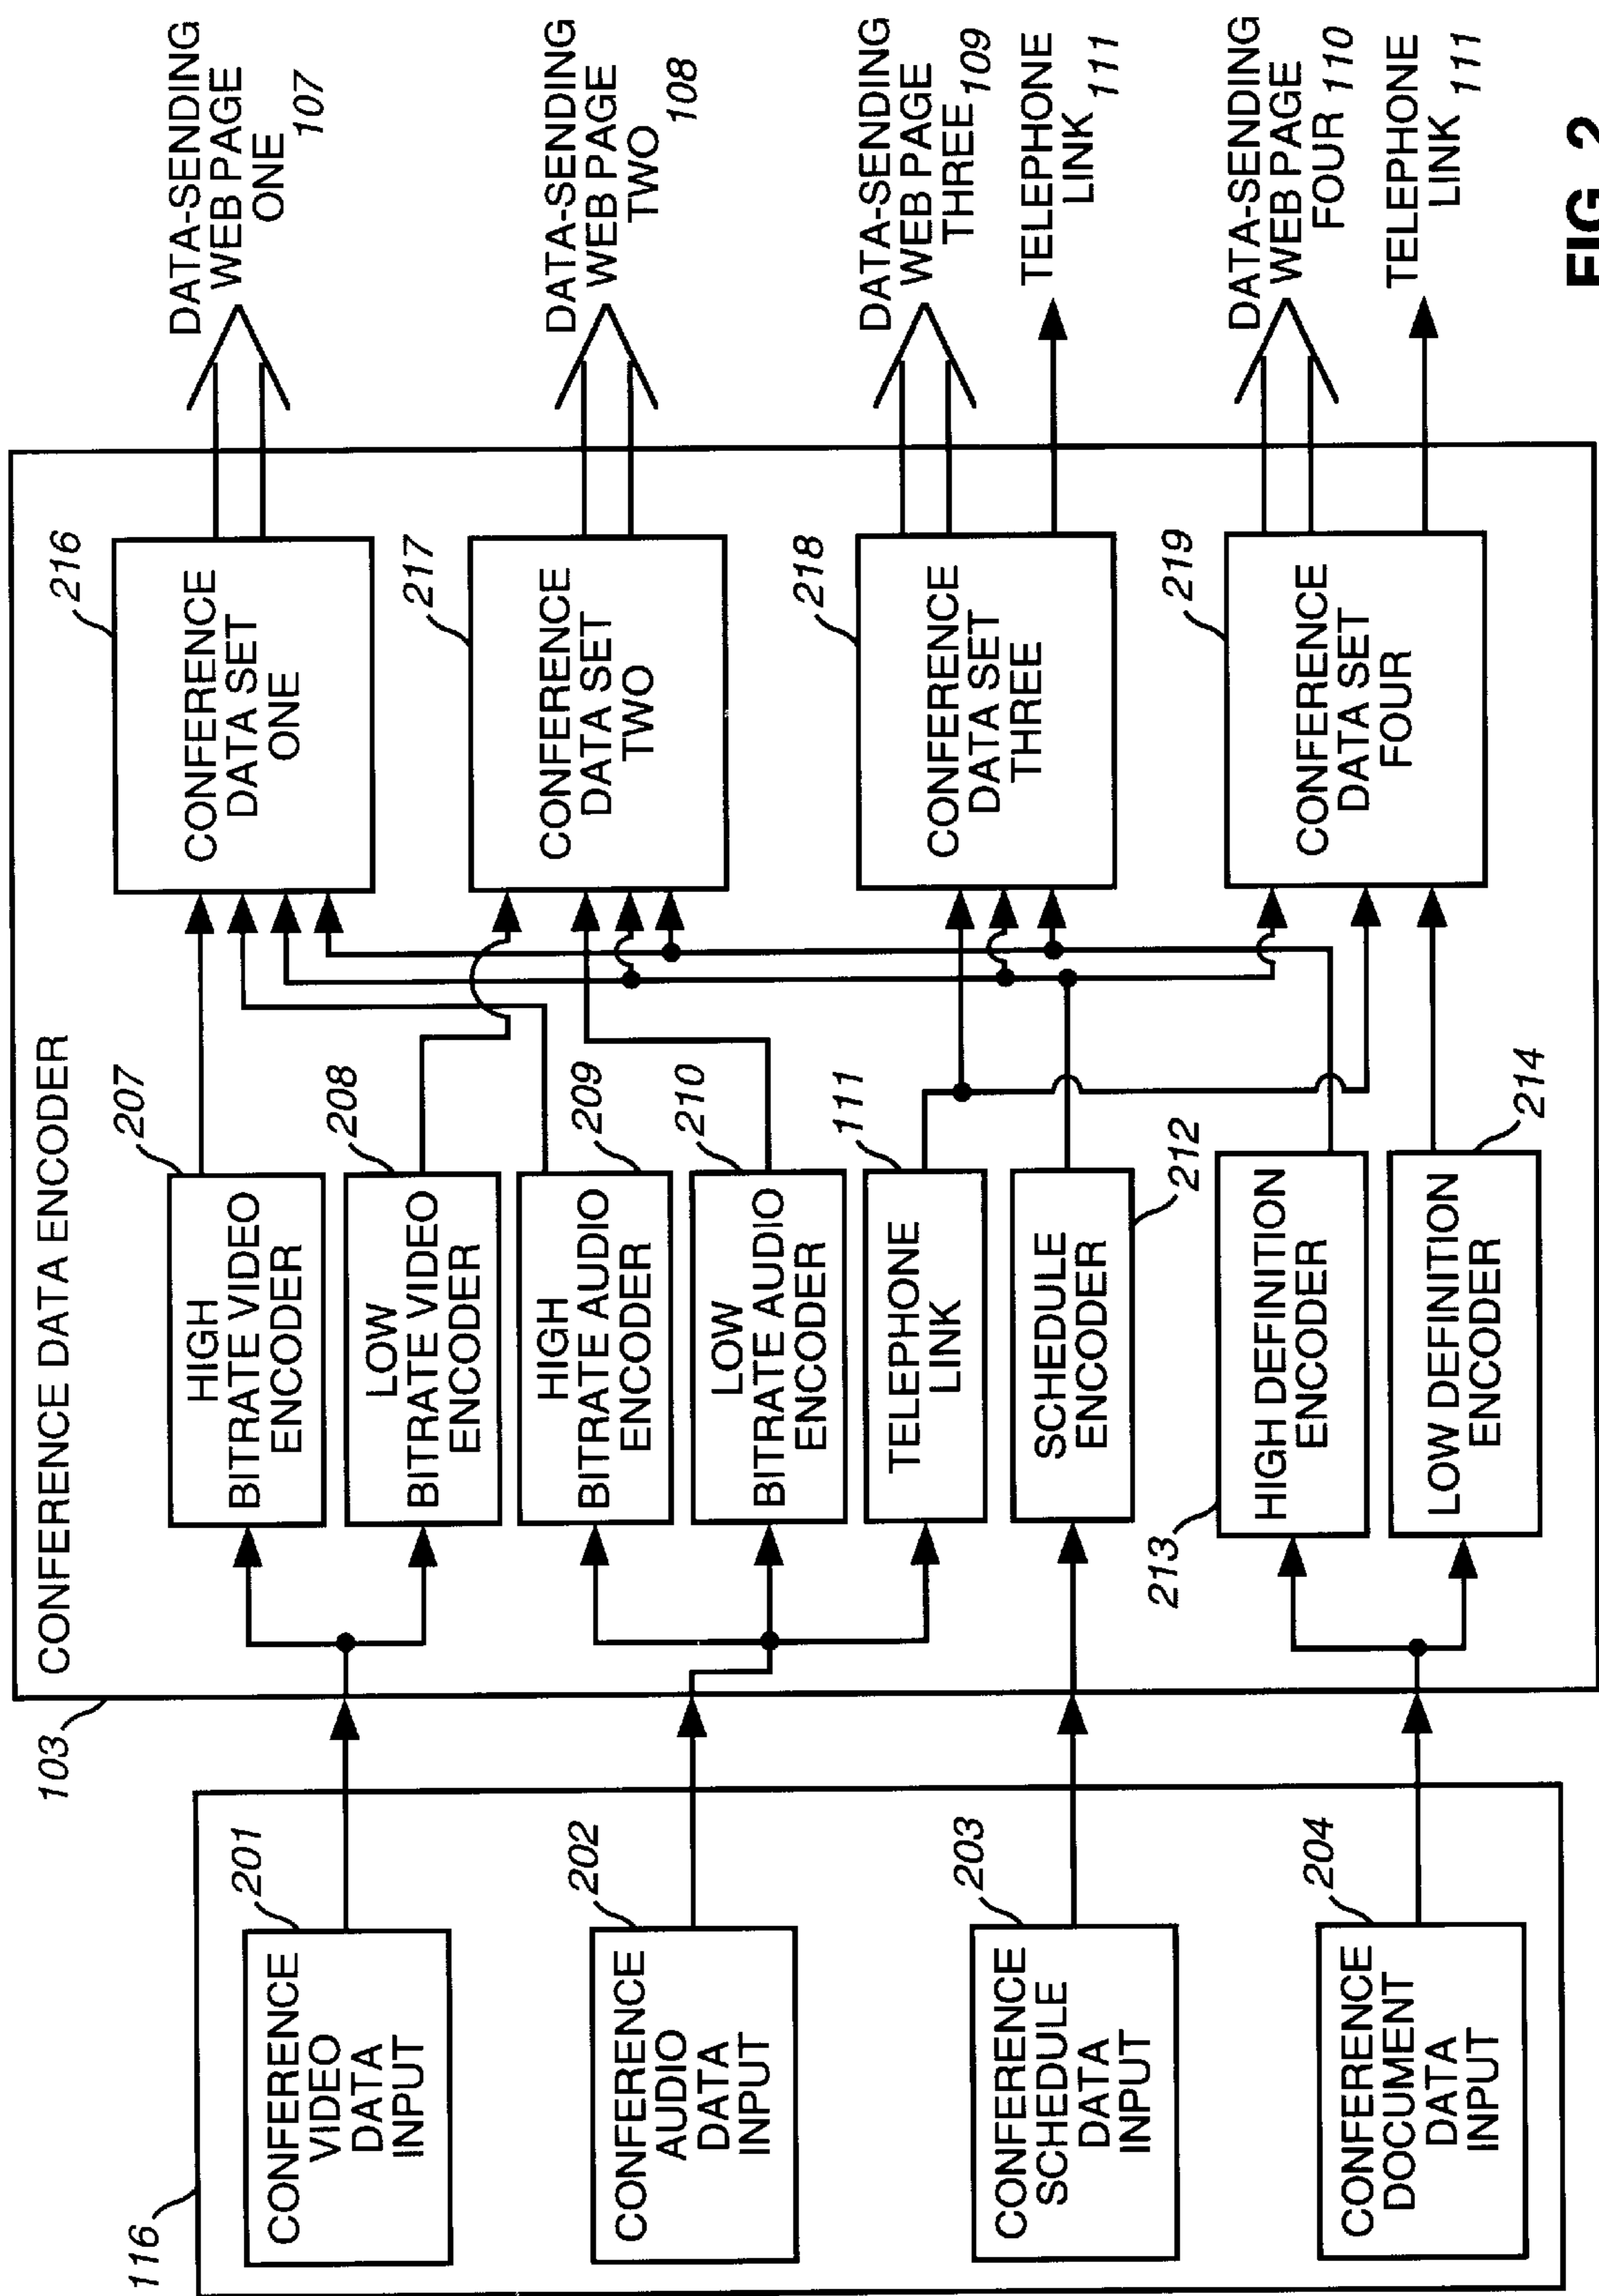 116
CONFERENCE
VIDEO
DATA
INPUT
201
CONFERENCE
AUDIO
DATA
INPUT
202
CONFERENCE
SCHEDULE
DATA
INPUT
203
CONFERENCE
DOCUMENT
DATA
INPUT
204
103
CONFERENCE DATA ENCODER
HIGH
BITRATE VIDEO
ENCODER
207
LOW
BITRATE VIDEO
ENCODER
208
HIGH
BITRATE AUDIO
ENCODER
209
LOW
BITRATE AUDIO
ENCODER
210
TELEPHONE
LINK
111
SCHEDULE
ENCODER
212
HIGH DEFINITION
ENCODER
213
LOW DEFINITION
ENCODER
214
CONFERENCE
DATA SET
ONE
216
CONFERENCE
DATA SET
TWO
217
CONFERENCE
DATA SET
THREE
218
CONFERENCE
DATA SET
FOUR
219
DATA-SENDING
WEB PAGE
ONE
107
DATA-SENDING
WEB PAGE
TWO
108
DATA-SENDING
WEB PAGE
THREE 109
TELEPHONE
LINK 111
DATA-SENDING
WEB PAGE
FOUR 110
TELEPHONE
LINK 111
FIG_2